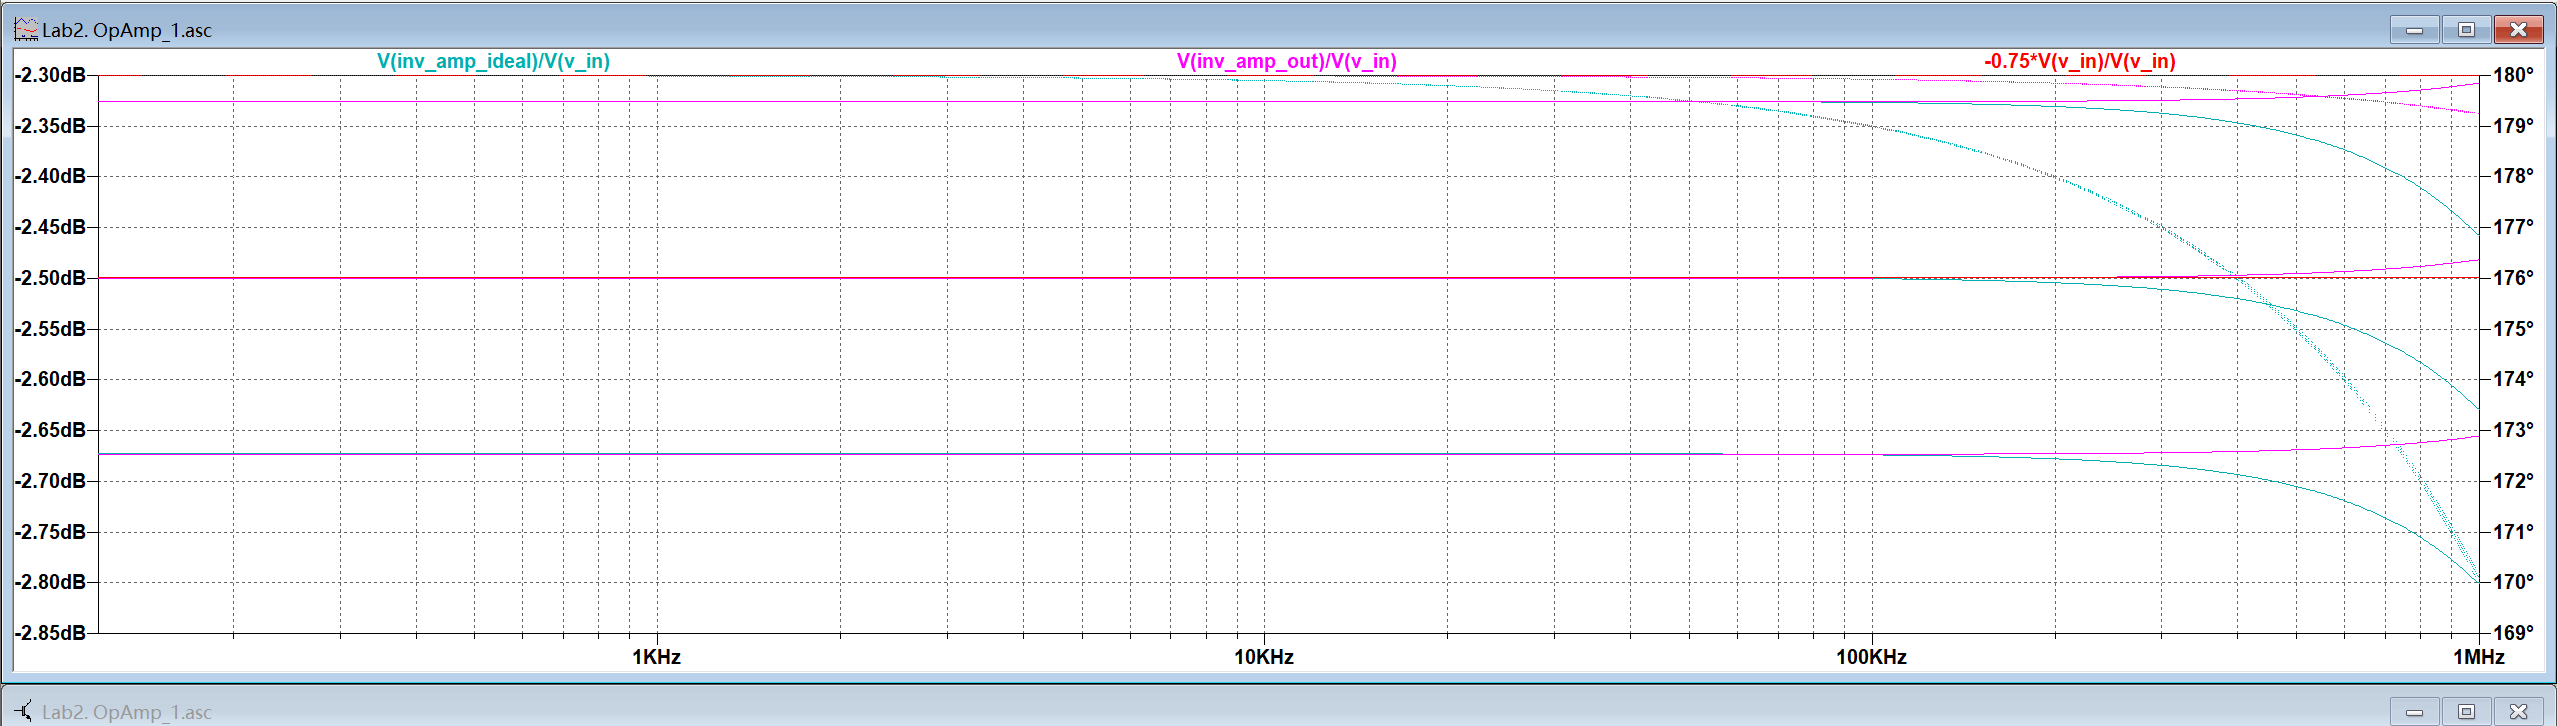 Lab2. OpAmp_1.asc
V(inv_amp_ideal)/V(v_in) V(inv_amp_out)/V(v_in) -0.75*V(v_in)/V(v_in)
-2.30dB 180°
-2.35dB 179°
-2.40dB 178°
-2.45dB 177°
-2.50dB 176°
-2.55dB 175°
-2.60dB 174°
-2.65dB 173°
-2.70dB 172°
-2.75dB 171°
-2.80dB 170°
-2.85dB 169°
1KHz 10KHz 100KHz 1MHz
Lab2. OpAmp_1.asc